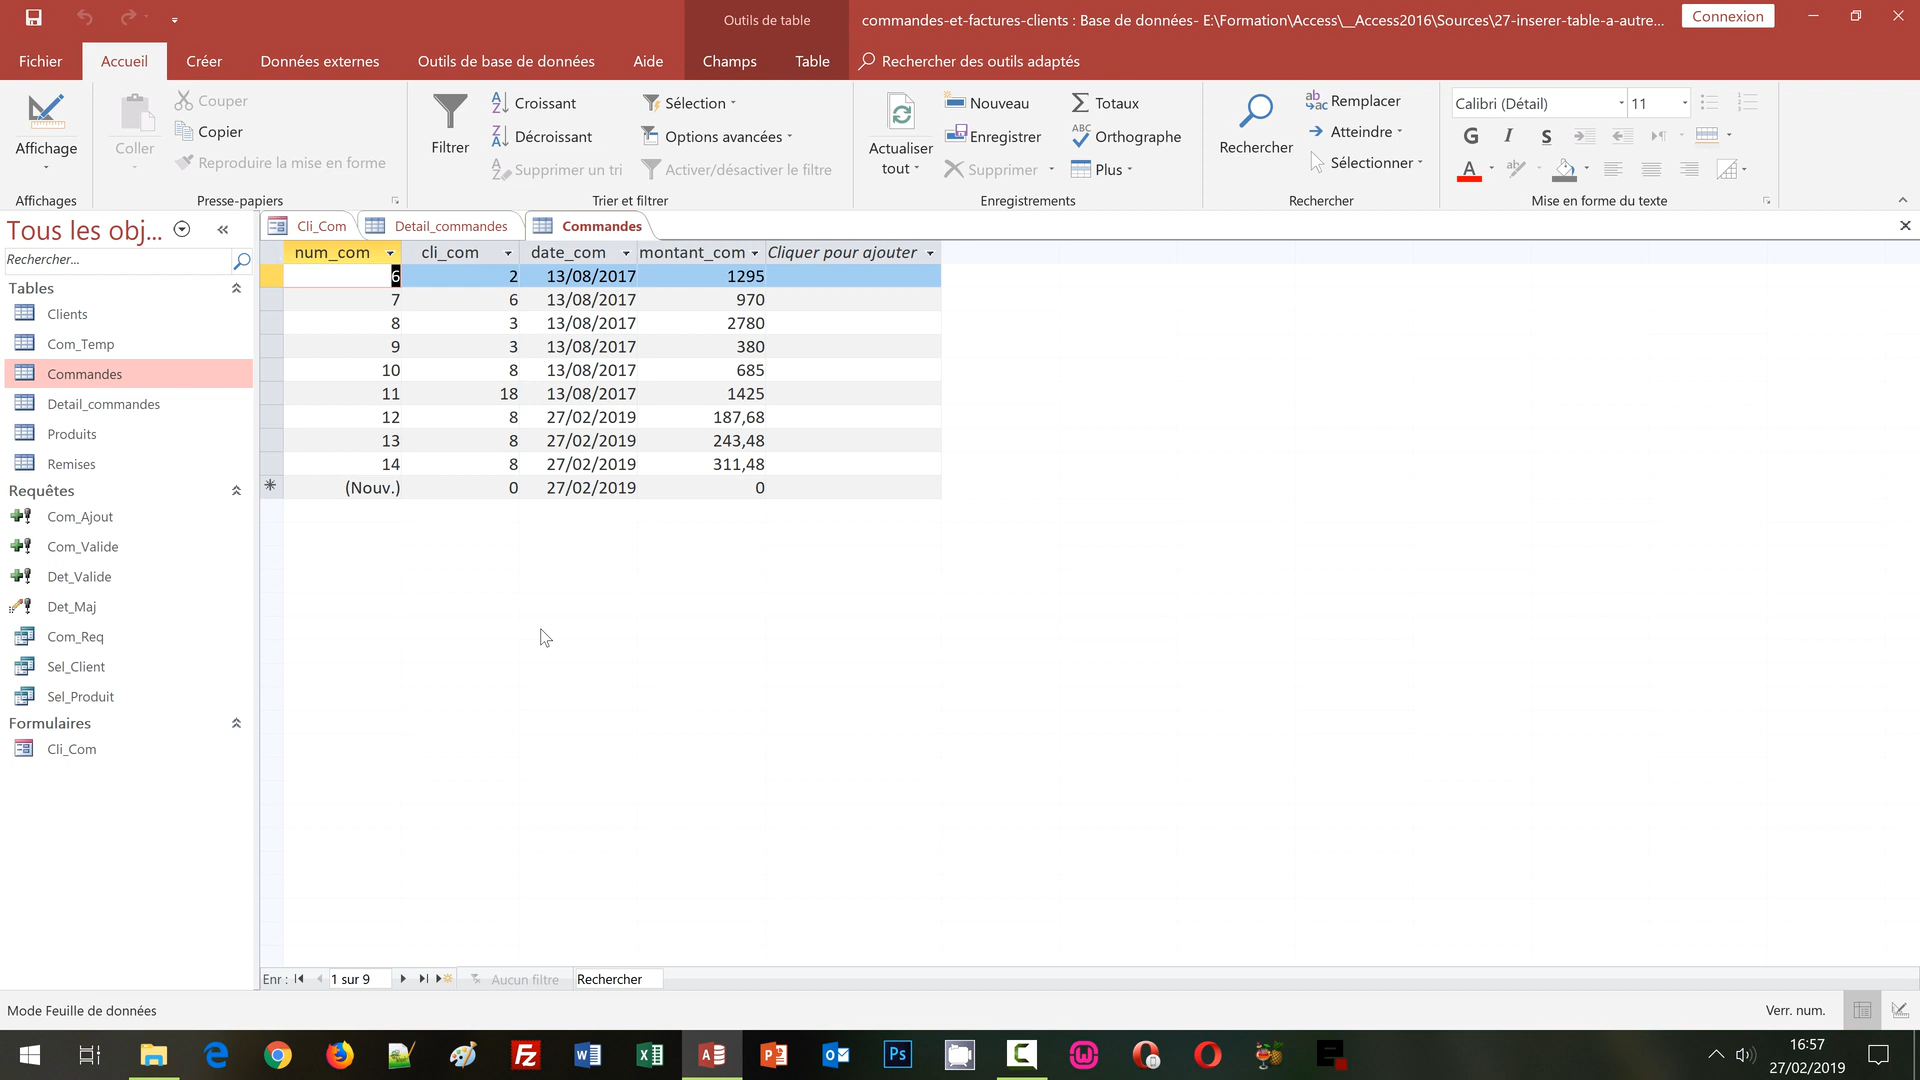 Outils de table
commandes-et-factures-clients : Base de données- E:\Formation\Access\__Access2016\Sources\27-inserer-table-a-autre...
Connexion
Fichier Accueil Créer Données externes Outils de base de données Aide Champs Table Rechercher des outils adaptés
Affichage
Affichages
Coller
Couper
Copier
Reproduire la mise en forme
Presse-papiers
Filtrer
Croissant
Décroissant
Supprimer un tri
Sélection
Options avancées
Activer/désactiver le filtre
Trier et filtrer
Actualiser
tout
Nouveau
Enregistrer
Supprimer
Totaux
Orthographe
Plus
Enregistrements
Rechercher
Remplacer
Atteindre
Sélectionner
Rechercher
Calibri (Détail) 11
G I S
Mise en forme du texte
Tous les obj...
Rechercher...
Tables
Clients
Com_Temp
Commandes
Detail_commandes
Produits
Remises
Requêtes
Com_Ajout
Com_Valide
Det_Valide
Det_Maj
Com_Req
Sel_Client
Sel_Produit
Formulaires
Cli_Com
Cli_Com Detail_commandes Commandes
num_com cli_com date_com montant_com Cliquer pour ajouter
6 2 13/08/2017 1295
7 6 13/08/2017 970
8 3 13/08/2017 2780
9 3 13/08/2017 380
10 8 13/08/2017 685
11 18 13/08/2017 1425
12 8 27/02/2019 187,68
13 8 27/02/2019 243,48
14 8 27/02/2019 311,48
(Nouv.) 0 27/02/2019 0
Enr : 1 sur 9 Aucun filtre Rechercher
Mode Feuille de données
Verr. num.
16:57
27/02/2019